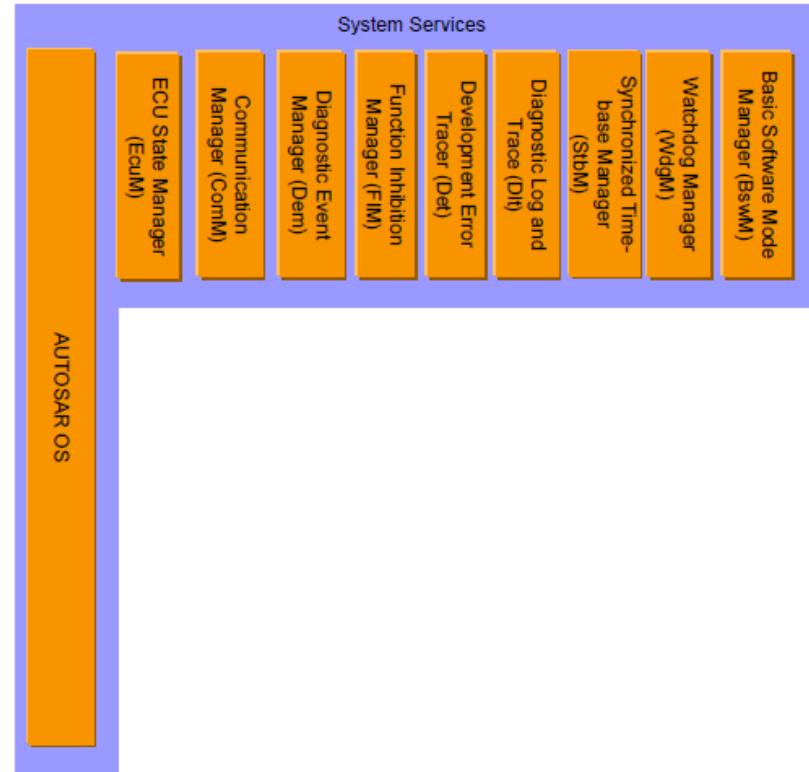 System Services
AUTOSAR OS
ECU State Manager
(EcuM)
Communication
Manager (ComM)
Diagnostic Event
Manager (Dem)
Function Inhibition
Manager (FIM)
Development Error
Tracer (Det)
Diagnostic Log and
Trace (Dlt)
Synchronized Time-
base Manager
(StbM)
Watchdog Manager
(WdgM)
Basic Software Mode
Manager (BswM)